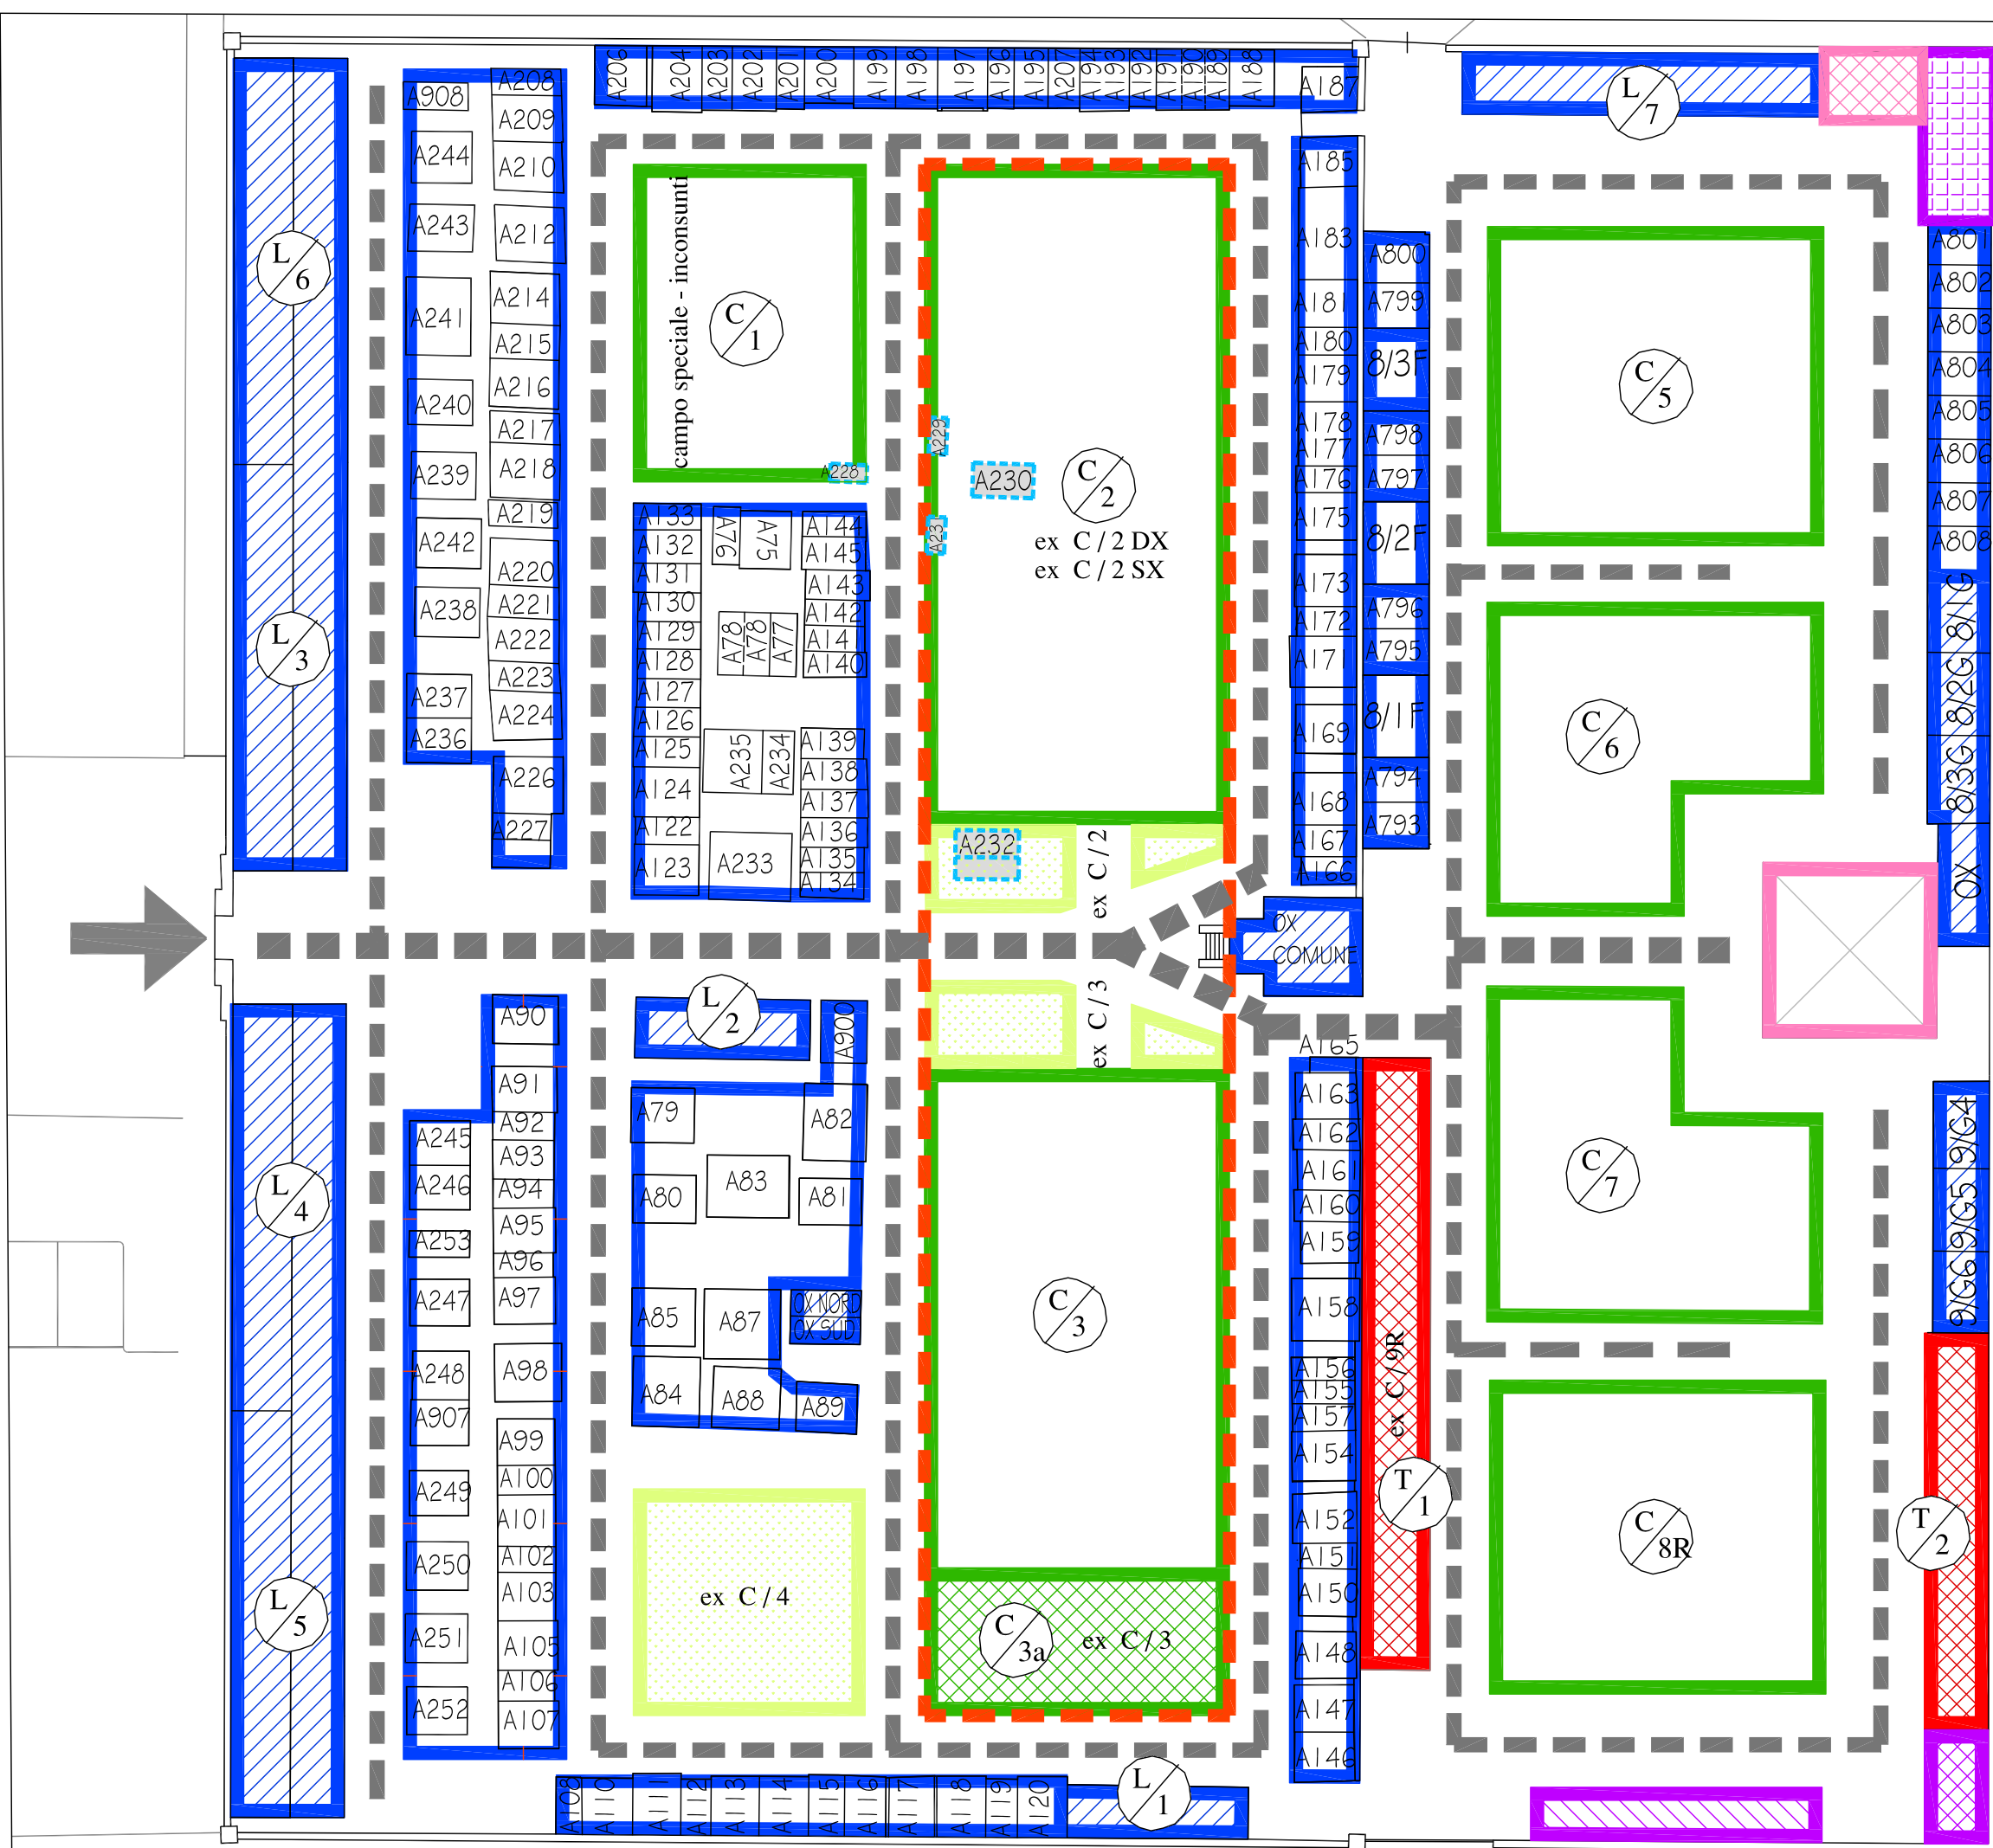 A206
A204
A203
A202
A201
A200
A199
A198
A197
A196
A195
A207
A194
A193
A192
A191
A190
A189
A188
A187
L/7
L/6
L/3
A908
A244
A243
A241
A240
A239
A242
A238
A237
A236
A208
A209
A210
A212
A214
A215
A216
A217
A218
A219
A220
A221
A222
A223
A224
A226
A227
campo speciale - inconsunti
C/1
A228
A133
A132
A131
A130
A129
A128
A127
A126
A125
A124
A122
A123
A76
A75
A78
A78
A77
A235
A234
A233
A144
A145
A143
A142
A141
A140
A139
A138
A137
A136
A135
A134
A229
A230
A231
C/2
ex C/2 DX
ex C/2 SX
A232
ex C/2
ex C/3
A185
A183
A181
A180
A179
A178
A177
A176
A175
A173
A172
A171
A169
A168
A167
A166
A800
A799
8/3F
A798
A797
8/2F
A796
A795
8/1F
A794
A793
OX
COMUNE
C/5
C/6
A801
A802
A803
A804
A805
A806
A807
A808
8/1G
8/2G
8/3G
OX
L/4
L/5
A90
A91
A92
A93
A94
A95
A96
A97
A98
A99
A100
A101
A102
A103
A105
A106
A107
A245
A246
A253
A247
A248
A907
A249
A250
A251
A252
L/2
A900
A79
A82
A80
A83
A81
A85
A87
OX NORD
OX SUD
A84
A88
A89
ex C/4
C/3
C/3a
ex C/3
A165
A163
A162
A161
A160
A159
A158
A156
A155
A157
A154
A152
A151
A150
A148
A147
A146
ex C/9R
T/1
C/7
C/8R
9/G4
9/G5
9/G6
T/2
A108
A110
A111
A112
A113
A114
A115
A116
A117
A118
A119
A120
L/1